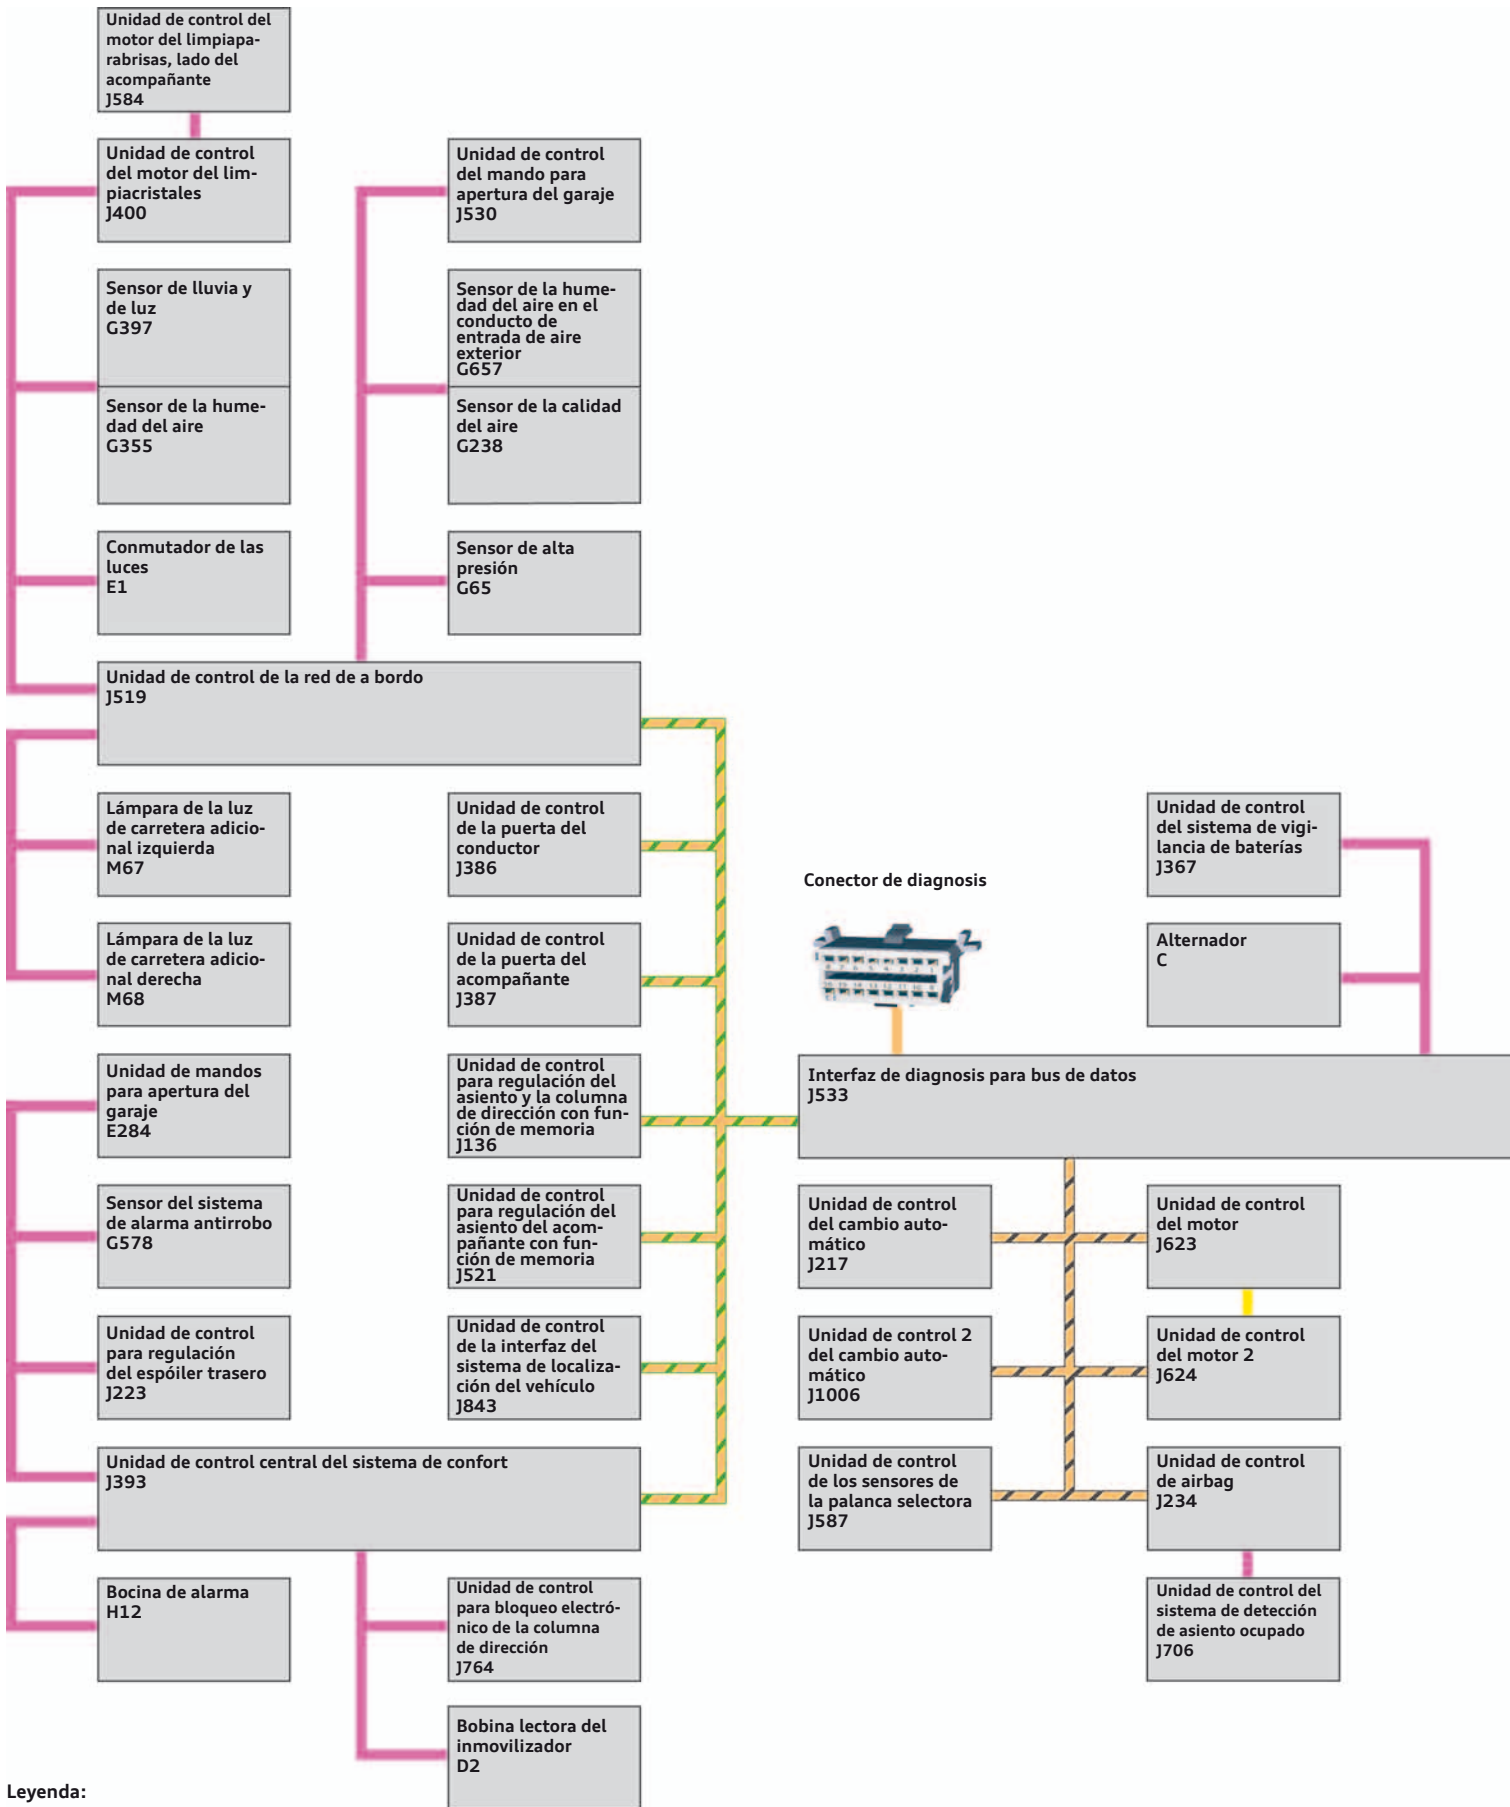 Unidad de control del
motor del limpiapa-
rabrisas, lado del
acompañante
J584
Unidad de control
del motor del lim-
piacristales
J400
Unidad de control
del mando para
apertura del garaje
J530
Sensor de lluvia y
de luz
G397
Sensor de la hume-
dad del aire en el
conducto de
entrada de aire
exterior
G657
Sensor de la hume-
dad del aire
G355
Sensor de la calidad
del aire
G238
Conmutador de las
luces
E1
Sensor de alta
presión
G65
Unidad de control de la red de a bordo
J519
Lámpara de la luz
de carretera adicio-
nal izquierda
M67
Unidad de control
de la puerta del
conductor
J386
Conector de diagnosis
Unidad de control
del sistema de vigi-
lancia de baterías
J367
Lámpara de la luz
de carretera adicio-
nal derecha
M68
Unidad de control
de la puerta del
acompañante
J387
Alternador
C
Unidad de mandos
para apertura del
garaje
E284
Unidad de control
para regulación del
asiento y la columna
de dirección con fun-
ción de memoria
J136
Interfaz de diagnosis para bus de datos
J533
Sensor del sistema
de alarma antirrobo
G578
Unidad de control
para regulación del
asiento del acom-
pañante con fun-
ción de memoria
J521
Unidad de control
del cambio auto-
mático
J217
Unidad de control
del motor
J623
Unidad de control
para regulación
del espóiler trasero
J223
Unidad de control
de la interfaz del
sistema de localiza-
ción del vehículo
J843
Unidad de control 2
del cambio auto-
mático
J1006
Unidad de control
del motor 2
J624
Unidad de control central del sistema de confort
J393
Unidad de control
de los sensores de
la palanca selectora
J587
Unidad de control
de airbag
J234
Bocina de alarma
H12
Unidad de control
para bloqueo electró-
nico de la columna
de dirección
J764
Unidad de control del
sistema de detección
de asiento ocupado
J706
Bobina lectora del
inmovilizador
D2
Leyenda: